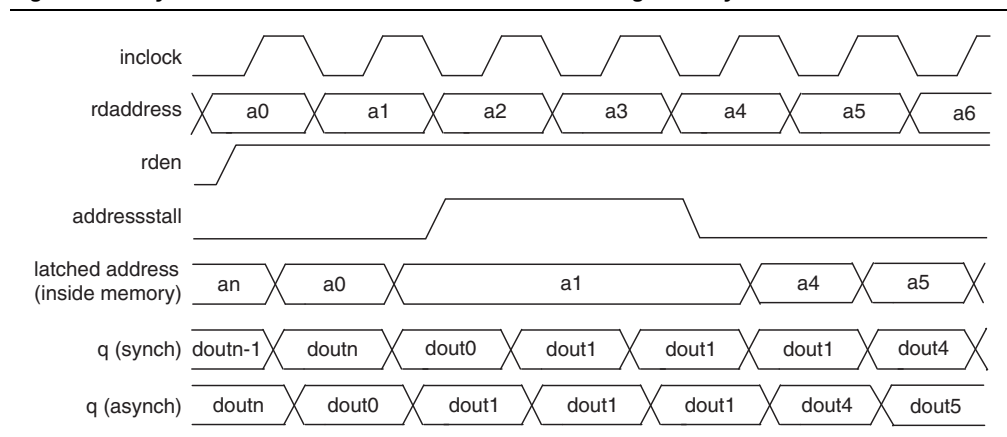 inclock
rdaddress a0 a1 a2 a3 a4 a5 a6
rden
addressstall
latched address
(inside memory) an a0 a1 a4 a5
q (synch) doutn-1 doutn dout0 dout1 dout1 dout1 dout4
q (asynch) doutn dout0 dout1 dout1 dout1 dout4 dout5